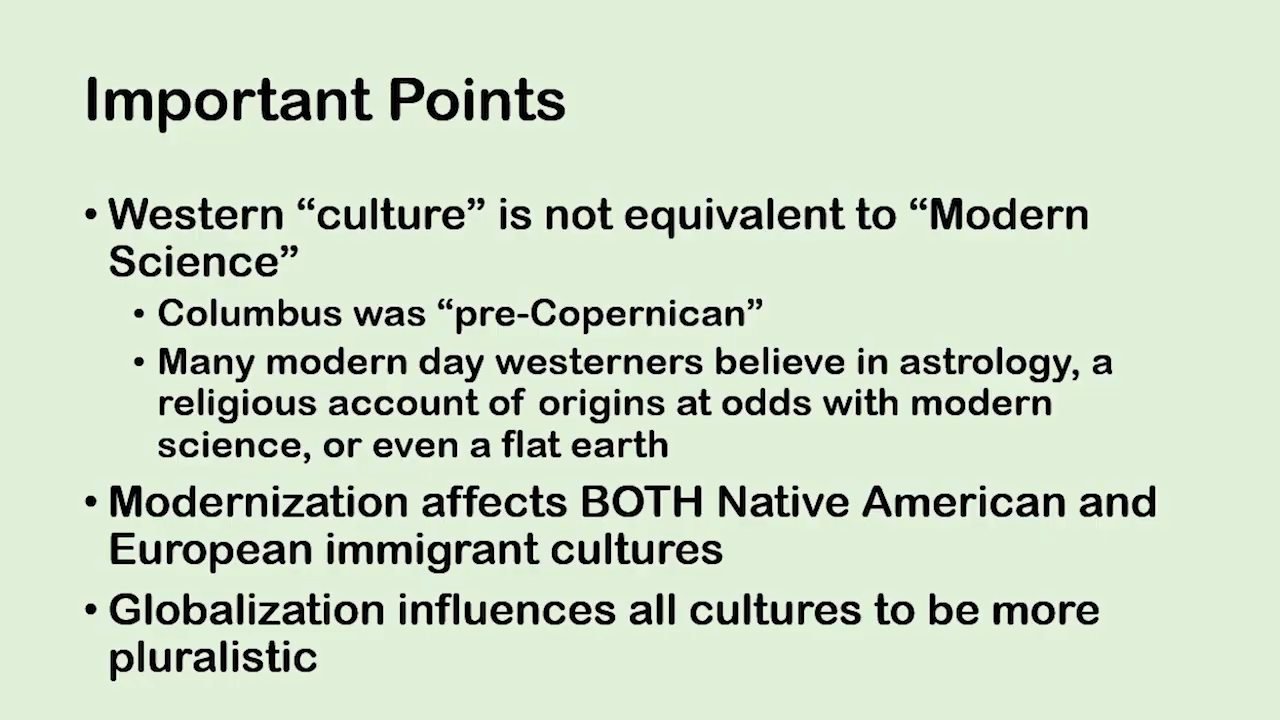 Important Points
• Western “culture” is not equivalent to “Modern
Science”
• Columbus was “pre-Copernican”
• Many modern day westerners believe in astrology, a
religious account of origins at odds with modern
science, or even a flat earth
• Modernization affects BOTH Native American and
European immigrant cultures
• Globalization influences all cultures to be more
pluralistic